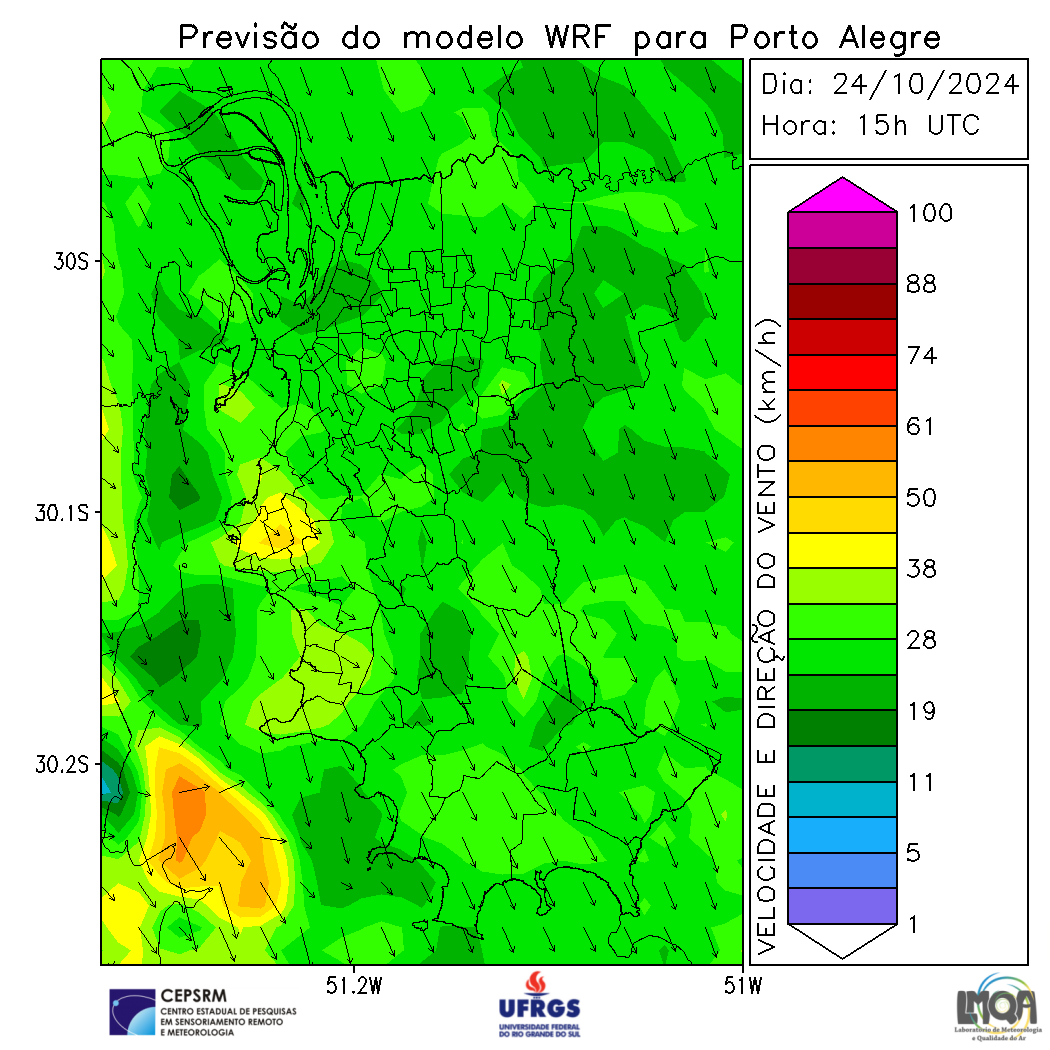 Previsão do modelo WRF para Porto Alegre
Dia: 24/10/2024
Hora: 15h UTC
30S
30.1S
30.2S
51.2W
51W
VELOCIDADE E DIREÇÃO DO VENTO (km/h)
100
88
74
61
50
38
28
19
11
5
1
CEPSRM
CENTRO ESTADUAL DE PESQUISAS
EM SENSORIAMENTO REMOTO
E METEOROLOGIA
UFRGS
UNIVERSIDADE FEDERAL
DO RIO GRANDE DO SUL
LMQA
Laboratório de Meteorologia
e Qualidade do Ar